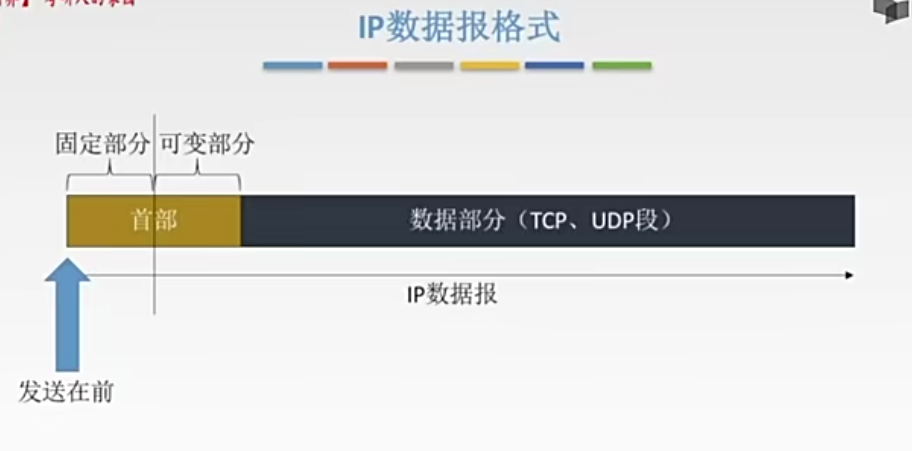 IP数据报格式
固定部分 可变部分
首部 数据部分（TCP、UDP段）
IP数据报
发送在前